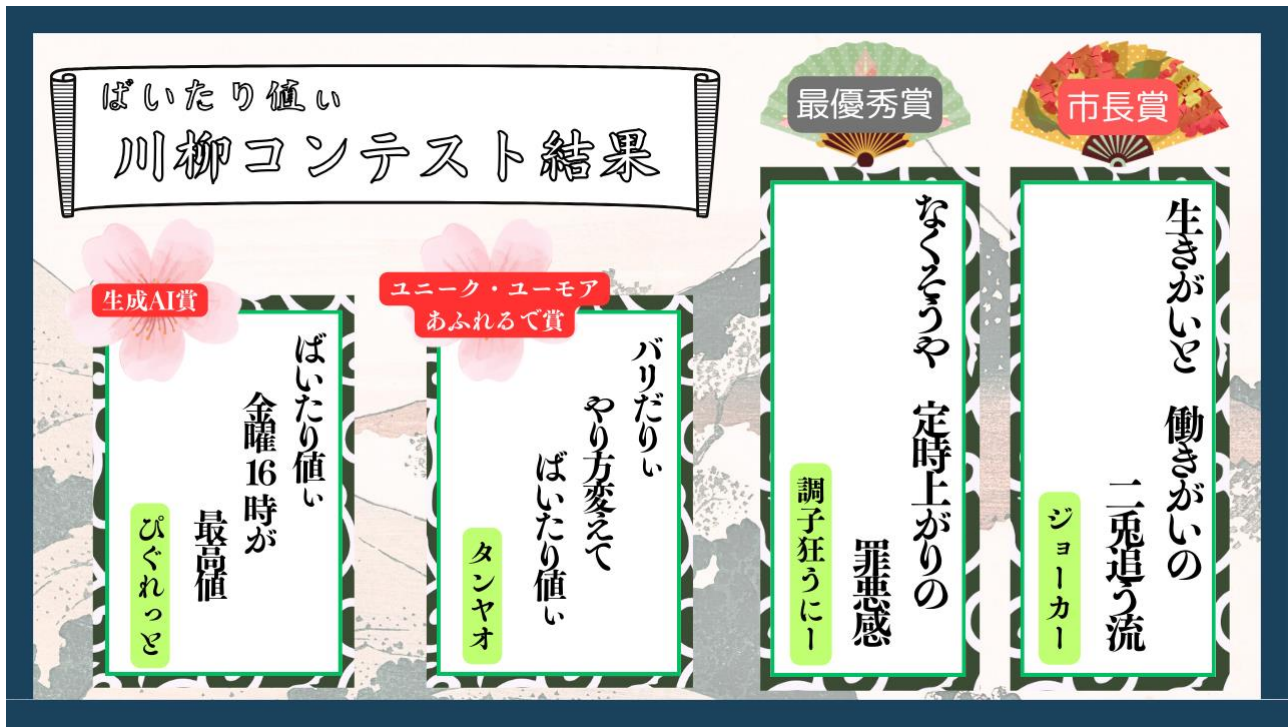 ばいたり値ぃ
川柳コンテスト結果
市長賞
生きがいと　働きがいの
二兎追う流
ジョーカー
最優秀賞
なくそうや　定時上がりの
罪悪感
調子狂うにー
ユニーク・ユーモア
あふれるで賞
バリだりぃ
やり方変えて
ばいたり値ぃ
タンヤオ
生成AI賞
ばいたり値ぃ
金曜16時が
最高値
ぴぐれっと